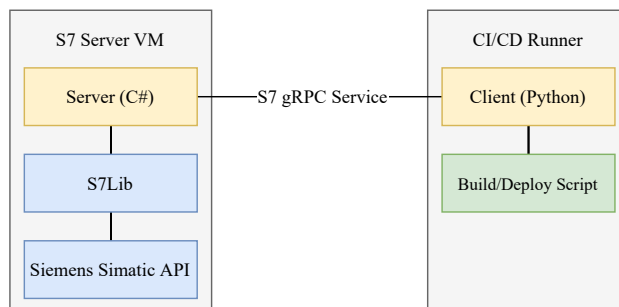 S7 Server VM
Server (C#)
S7Lib
Siemens Simatic API
S7 gRPC Service
CI/CD Runner
Client (Python)
Build/Deploy Script